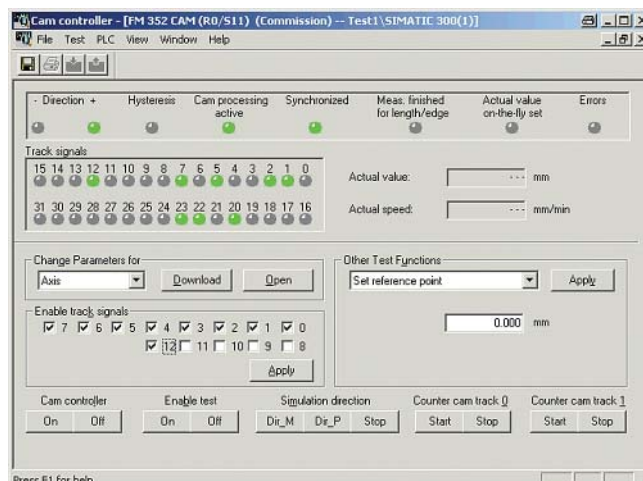 Cam controller - [FM 352 CAM (R0/S11) (Commission) -- Test1\SIMATIC 300(1)]
File Test PLC View Window Help
- Direction + Hysteresis Cam processing active Synchronized Meas. finished for length/edge Actual value on-the-fly set Errors
Track signals
15 14 13 12 11 10 9 8 7 6 5 4 3 2 1 0
Actual value: --- mm
31 30 29 28 27 26 25 24 23 22 21 20 19 18 17 16
Actual speed: --- mm/min
Change Parameters for
Axis Download Open
Other Test Functions
Set reference point Apply
Enable track signals
7 6 5 4 3 2 1 0
0.000 mm
12 11 10 9 8
Apply
Cam controller Enable test Simulation direction Counter cam track 0 Counter cam track 1
On Off On Off Dir_M Dir_P Stop Start Stop Start Stop
Press F1 for help